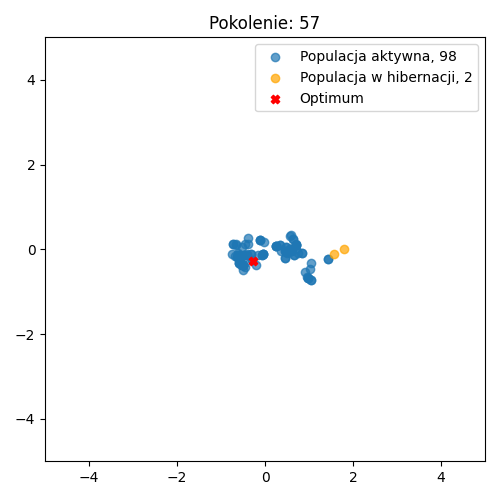 Pokolenie: 57
Populacja aktywna, 98
Populacja w hibernacji, 2
Optimum
4
2
0
−2
−4
−4 −2 0 2 4